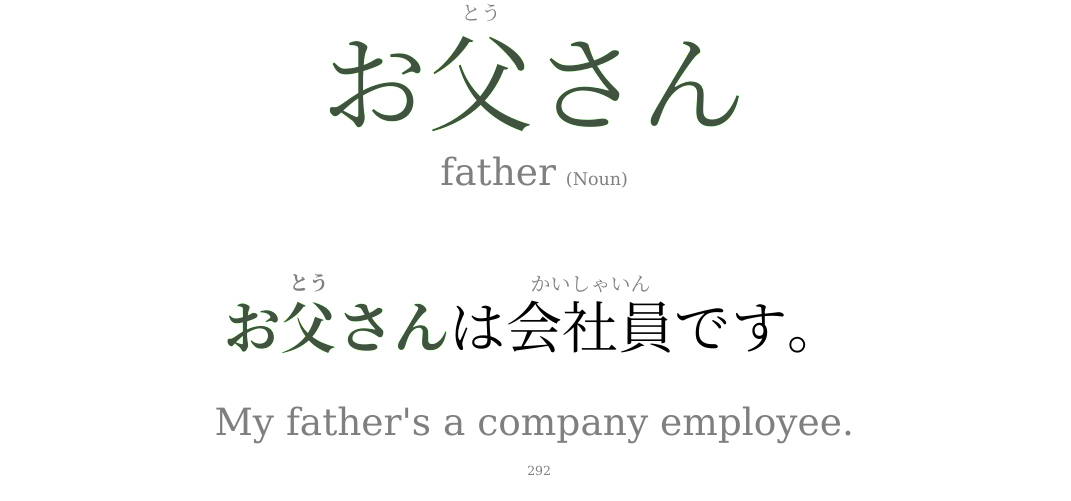 とう
お父さん
father (Noun)
とう かいしゃいん
お父さんは会社員です。
My father's a company employee.
292